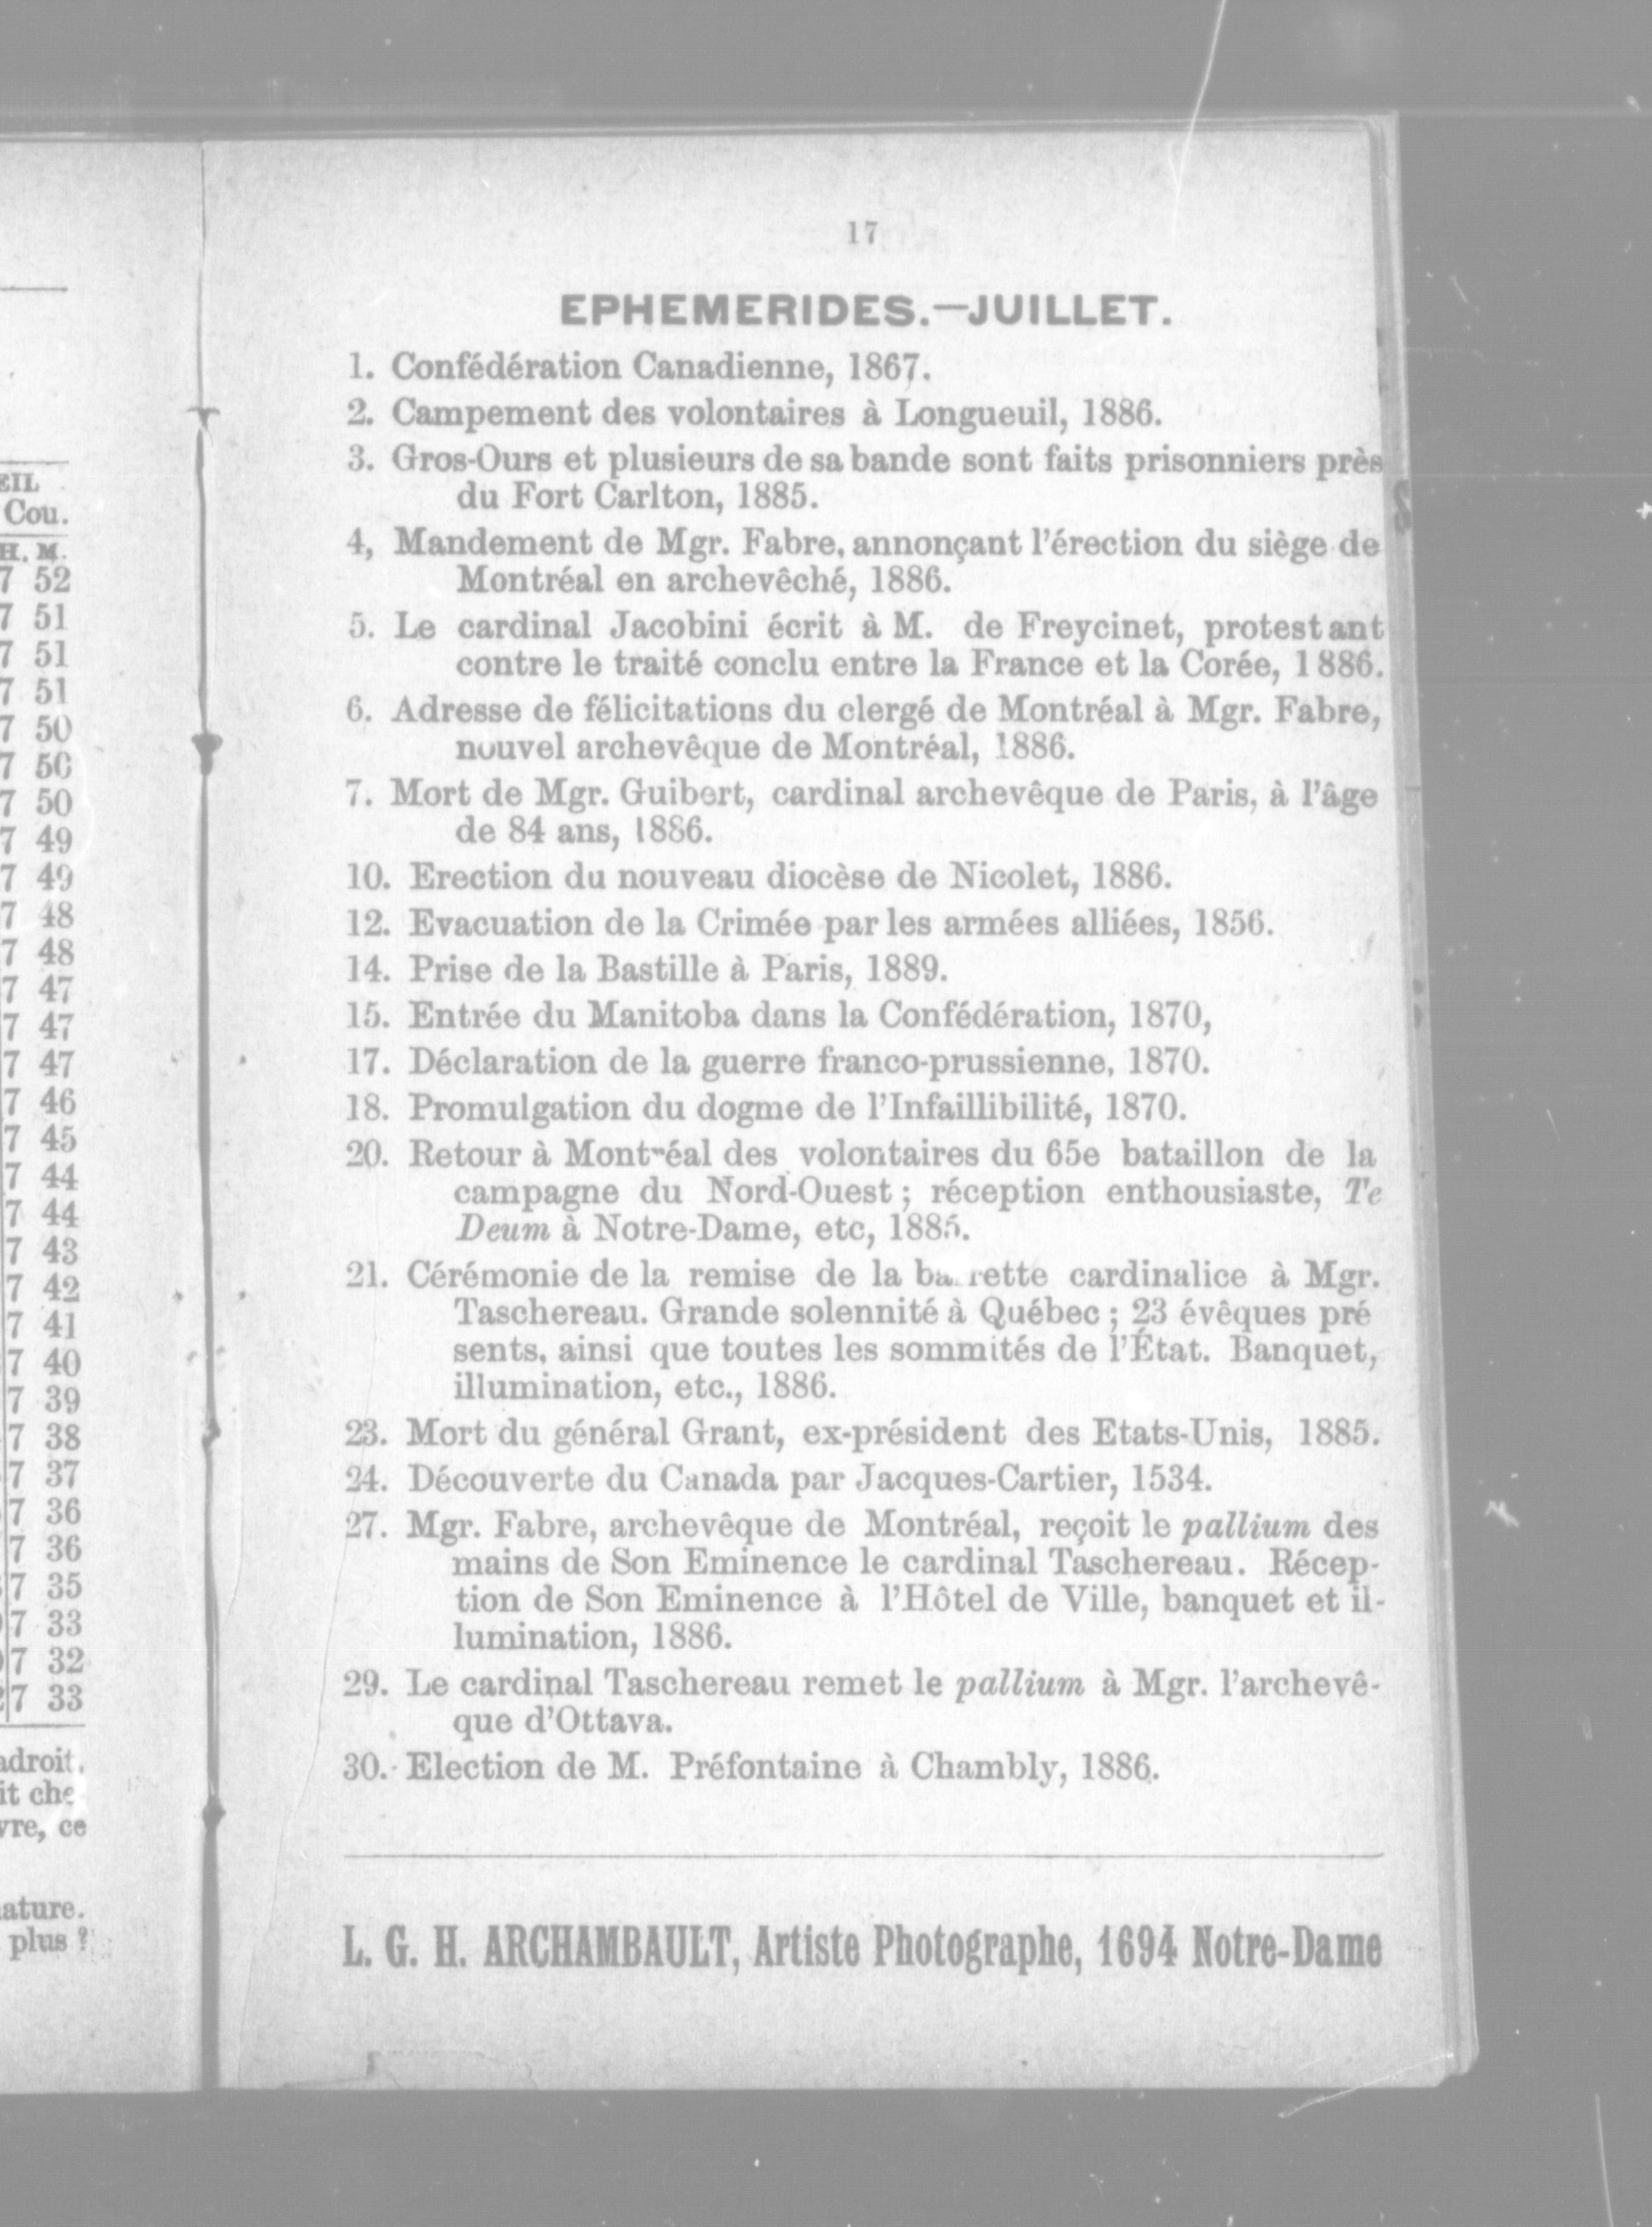 EIL
Cou.
H. M.
7 52
7 51
7 51
7 51
7 50
7 50
7 50
7 49
7 49
7 48
7 48
7 47
7 47
7 47
7 46
7 45
7 44
7 44
7 43
7 42
7 41
7 40
7 39
7 38
7 37
7 36
7 36
7 35
7 33
7 32
7 33
plus ?
17
EPHEMERIDES.—JUILLET.
1. Confédération Canadienne, 1867.
2. Campement des volontaires à Longueuil, 1886.
3. Gros-Ours et plusieurs de sa bande sont faits prisonniers près
du Fort Carlton, 1885.
4, Mandement de Mgr. Fabre, annonçant l'érection du siège de
Montréal en archevêché, 1886.
5. Le cardinal Jacobini écrit à M. de Freycinet, protestant
contre le traité conclu entre la France et la Corée, 1886.
6. Adresse de félicitations du clergé de Montréal à Mgr. Fabre,
nouvel archevêque de Montréal, 1886.
7. Mort de Mgr. Guibert, cardinal archevêque de Paris, à l'âge
de 84 ans, 1886.
10. Erection du nouveau diocèse de Nicolet, 1886.
12. Evacuation de la Crimée par les armées alliées, 1856.
14. Prise de la Bastille à Paris, 1889.
15. Entrée du Manitoba dans la Confédération, 1870,
17. Déclaration de la guerre franco-prussienne, 1870.
18. Promulgation du dogme de l'Infaillibilité, 1870.
20. Retour à Montréal des volontaires du 65e bataillon de la
campagne du Nord-Ouest ; réception enthousiaste, Te
Deum à Notre-Dame, etc, 1885.
21. Cérémonie de la remise de la barrette cardinalice à Mgr.
Taschereau. Grande solennité à Québec ; 23 évêques pré
sents, ainsi que toutes les sommités de l'État. Banquet,
illumination, etc., 1886.
23. Mort du général Grant, ex-président des Etats-Unis, 1885.
24. Découverte du Canada par Jacques-Cartier, 1534.
27. Mgr. Fabre, archevêque de Montréal, reçoit le pallium des
mains de Son Eminence le cardinal Taschereau. Récep-
tion de Son Eminence à l'Hôtel de Ville, banquet et il-
lumination, 1886.
29. Le cardinal Taschereau remet le pallium à Mgr. l'archevê-
que d'Ottava.
30. Election de M. Préfontaine à Chambly, 1886.
L. G. H. ARCHAMBAULT, Artiste Photographe, 1694 Notre-Dame